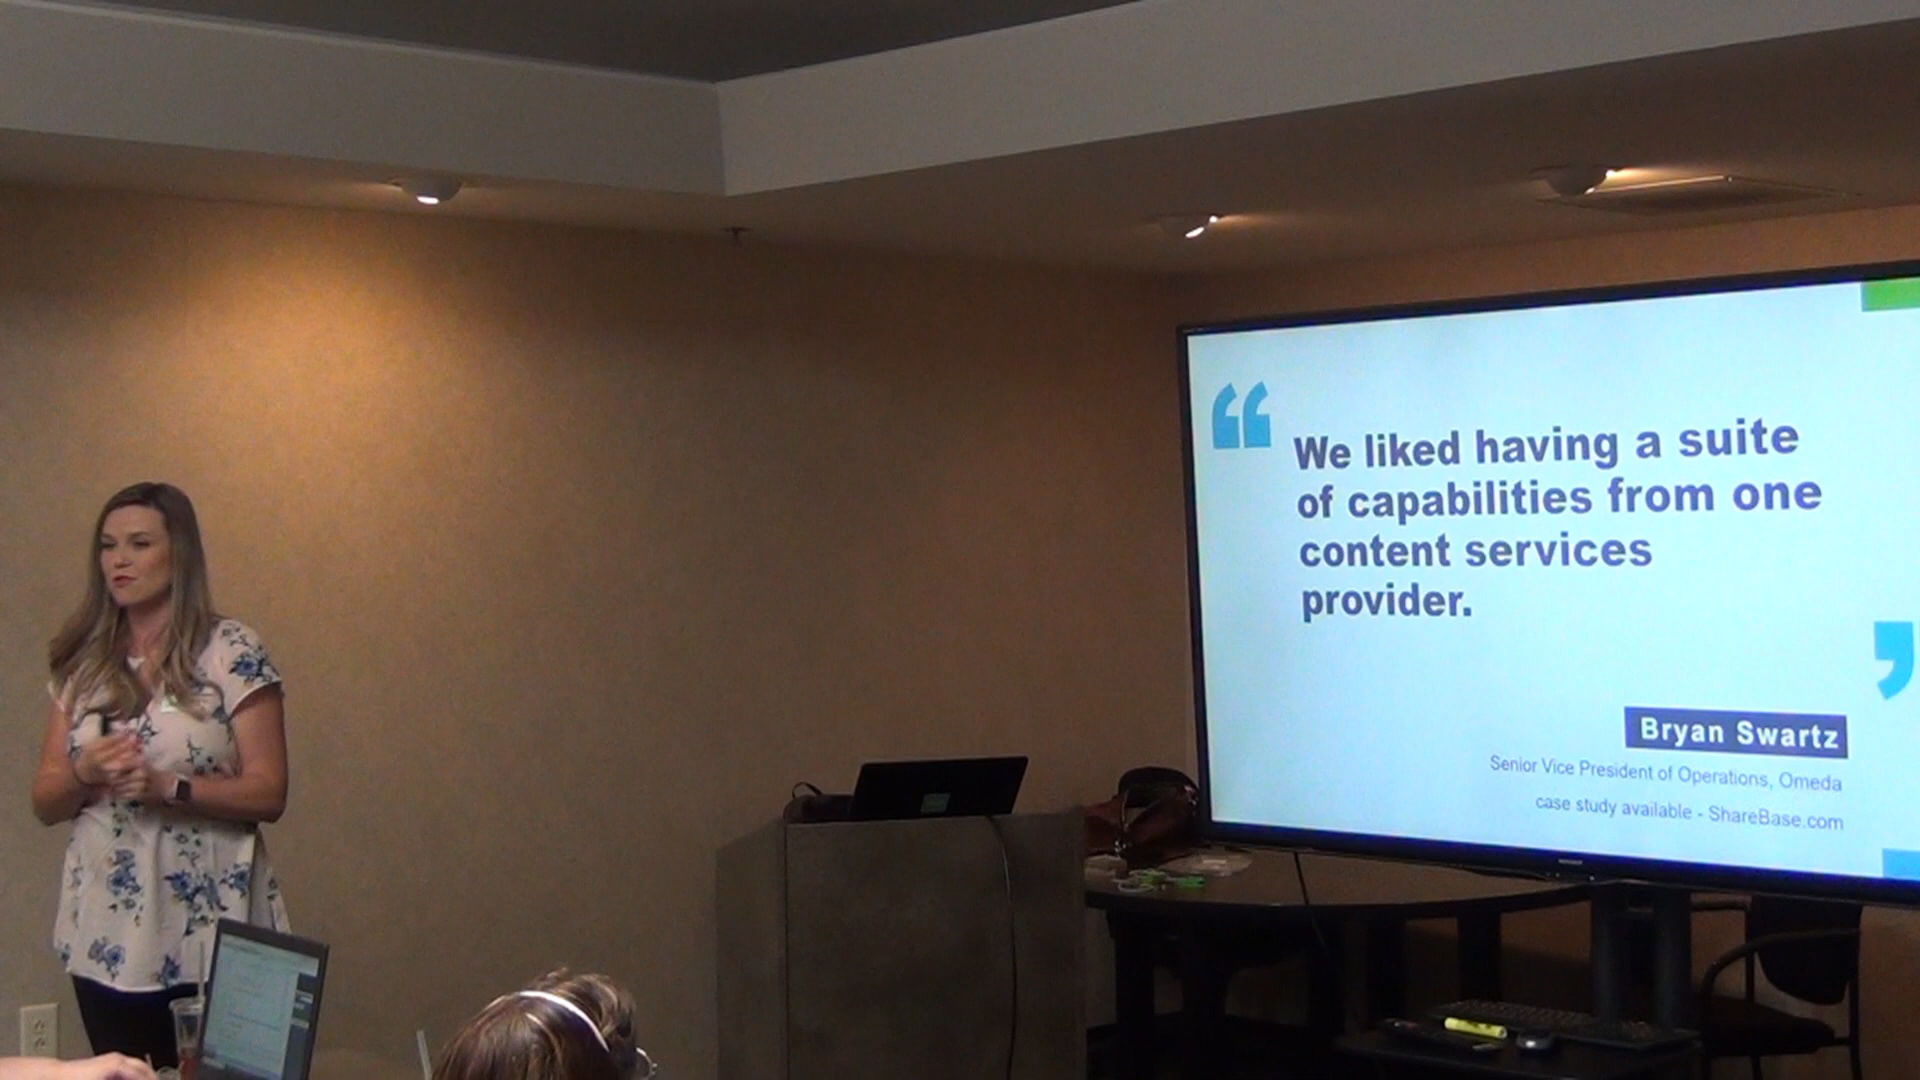 We liked having a suite
of capabilities from one
content services
provider.
Bryan Swartz
Senior Vice President of Operations, Omeda
case study available - ShareBase.com